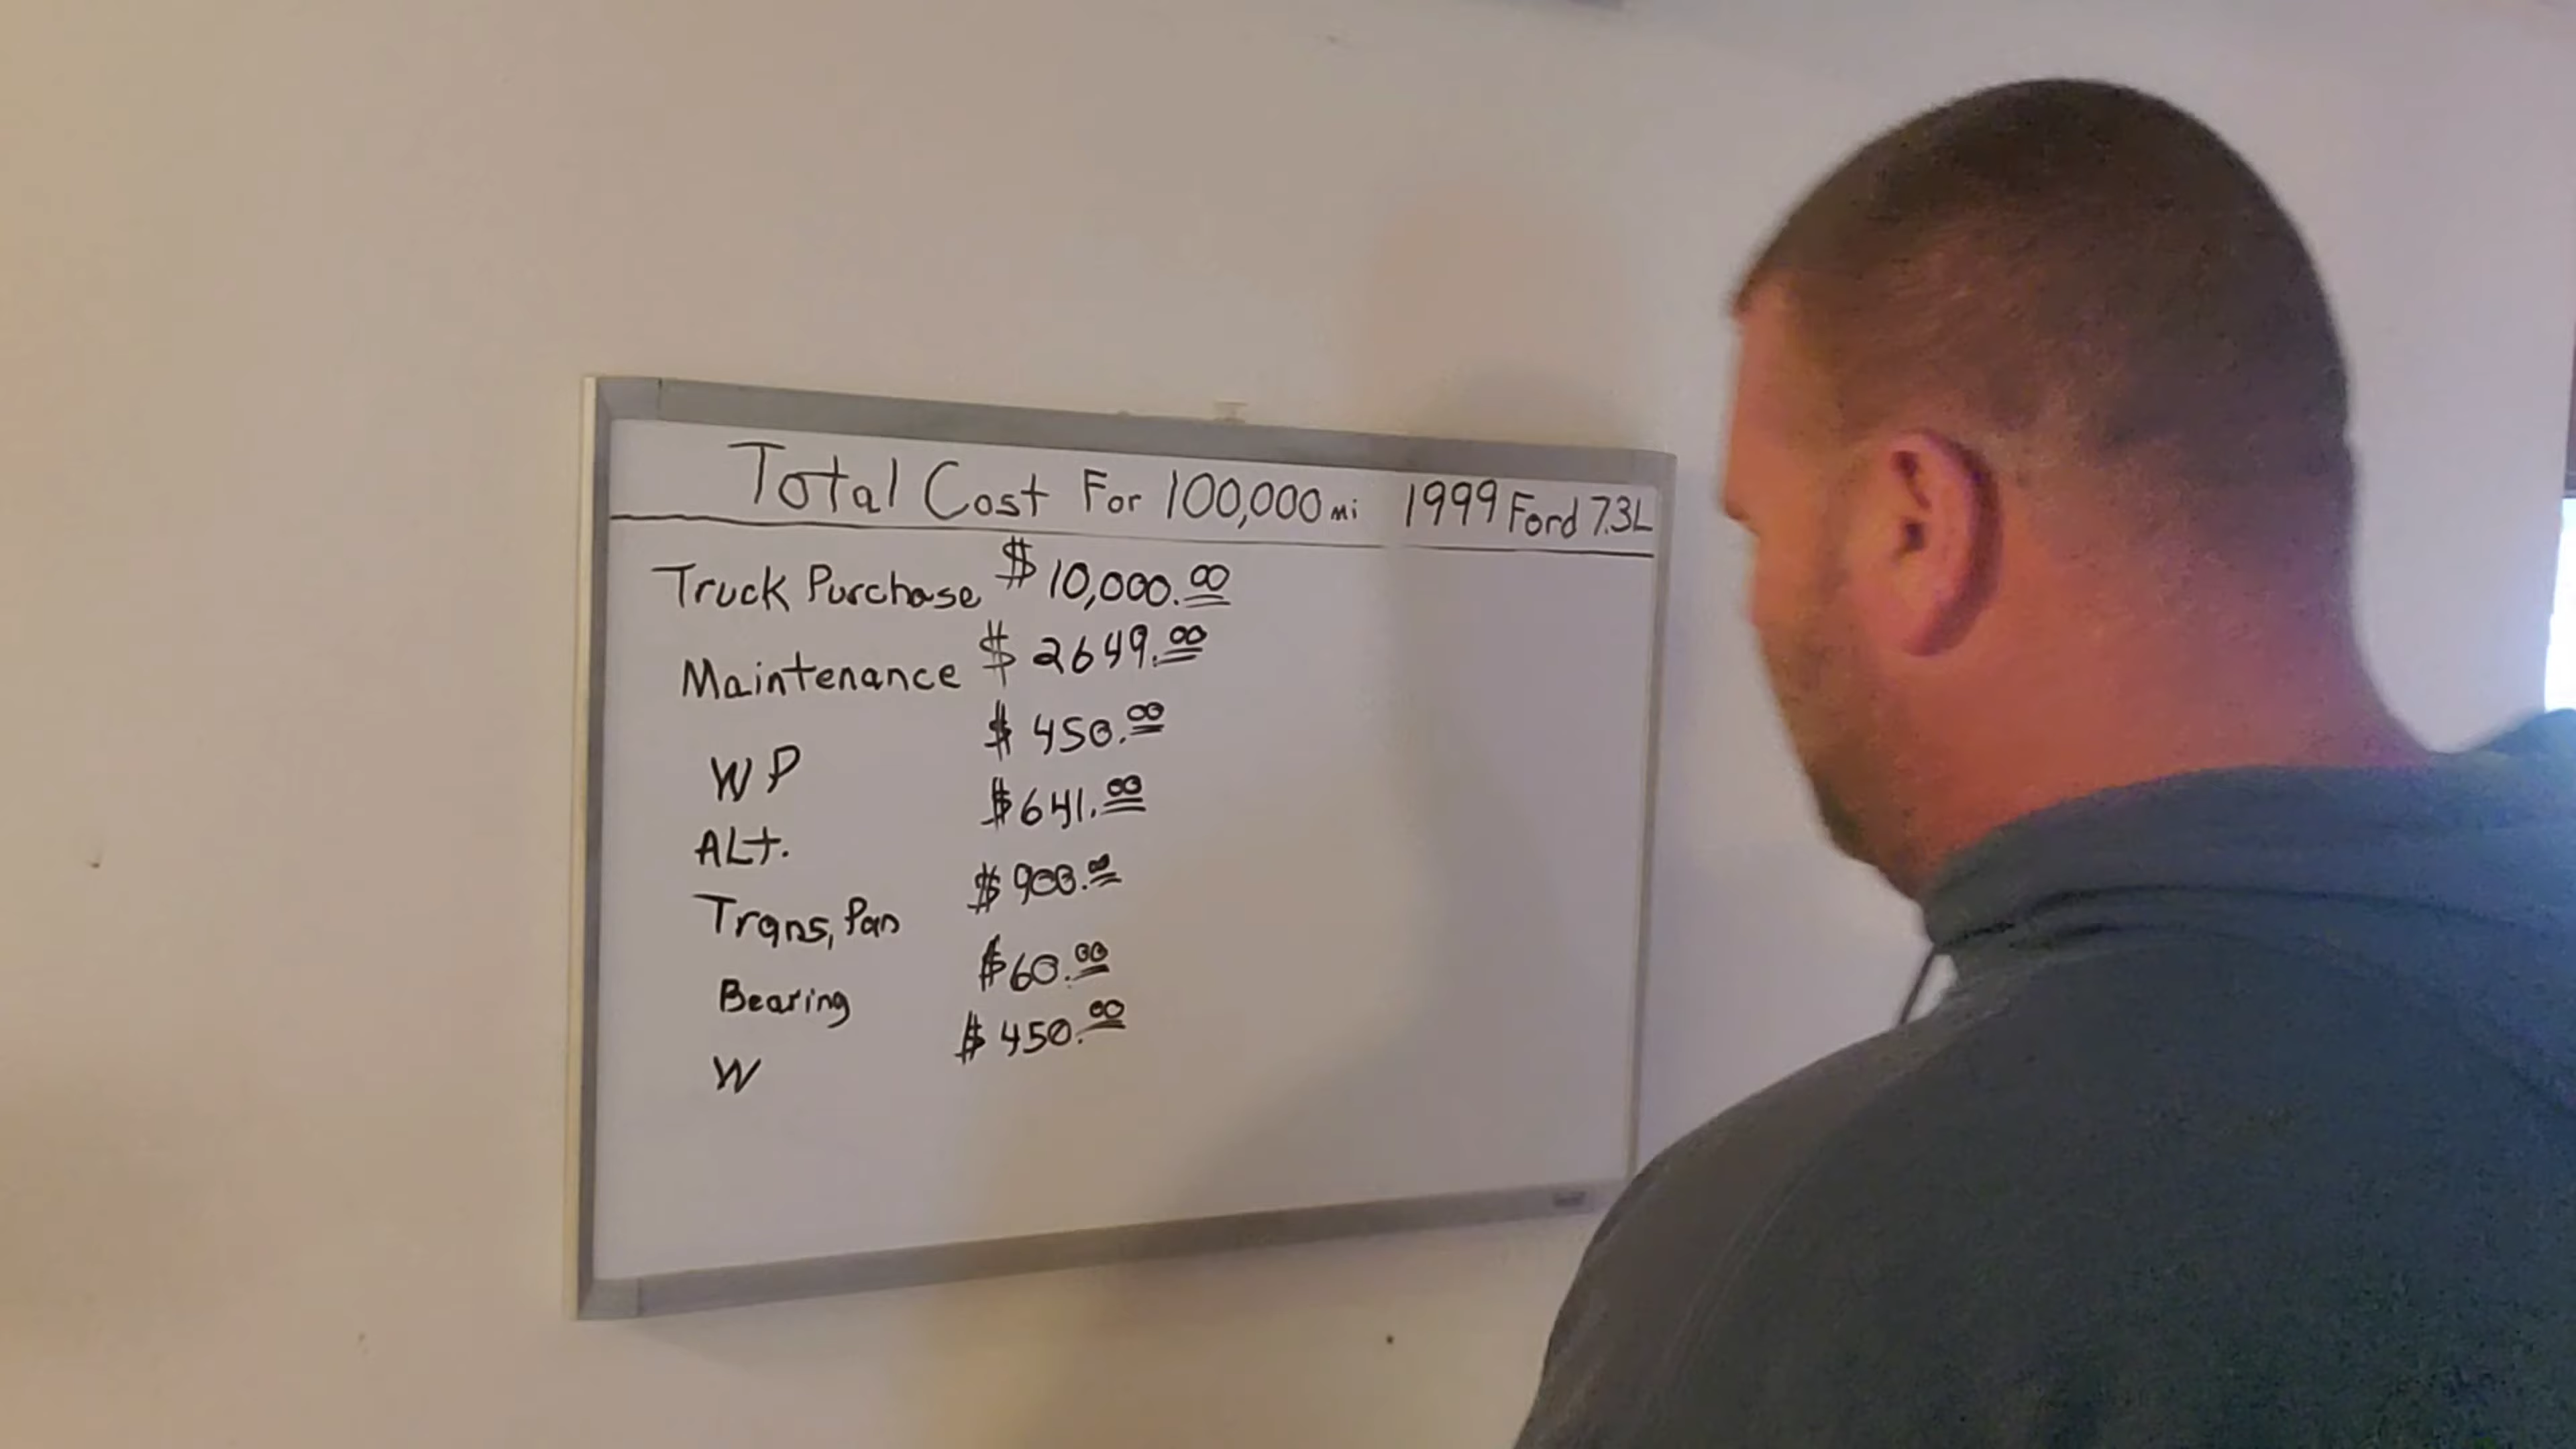 Total Cost For 100,000 mi 1999 Ford 7.3L
Truck Purchase $10,000.00
Maintenance $2649.00
WP $450.00
ALt. $641.00
Trans, Pan $900.00
Bearing $60.00
W $450.00